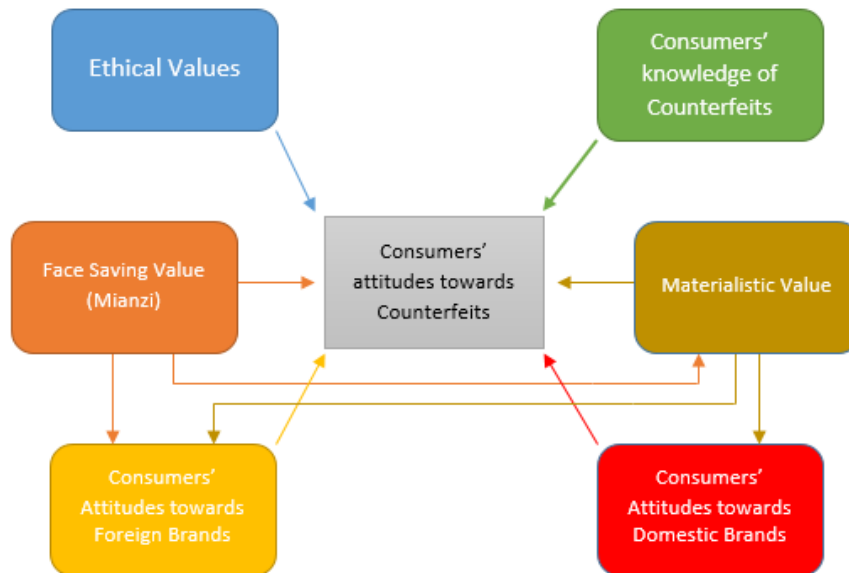 Ethical Values
Consumers’
knowledge of
Counterfeits
Face Saving Value
(Mianzi)
Consumers’
attitudes towards
Counterfeits
Materialistic Value
Consumers’
Attitudes towards
Foreign Brands
Consumers’
Attitudes towards
Domestic Brands